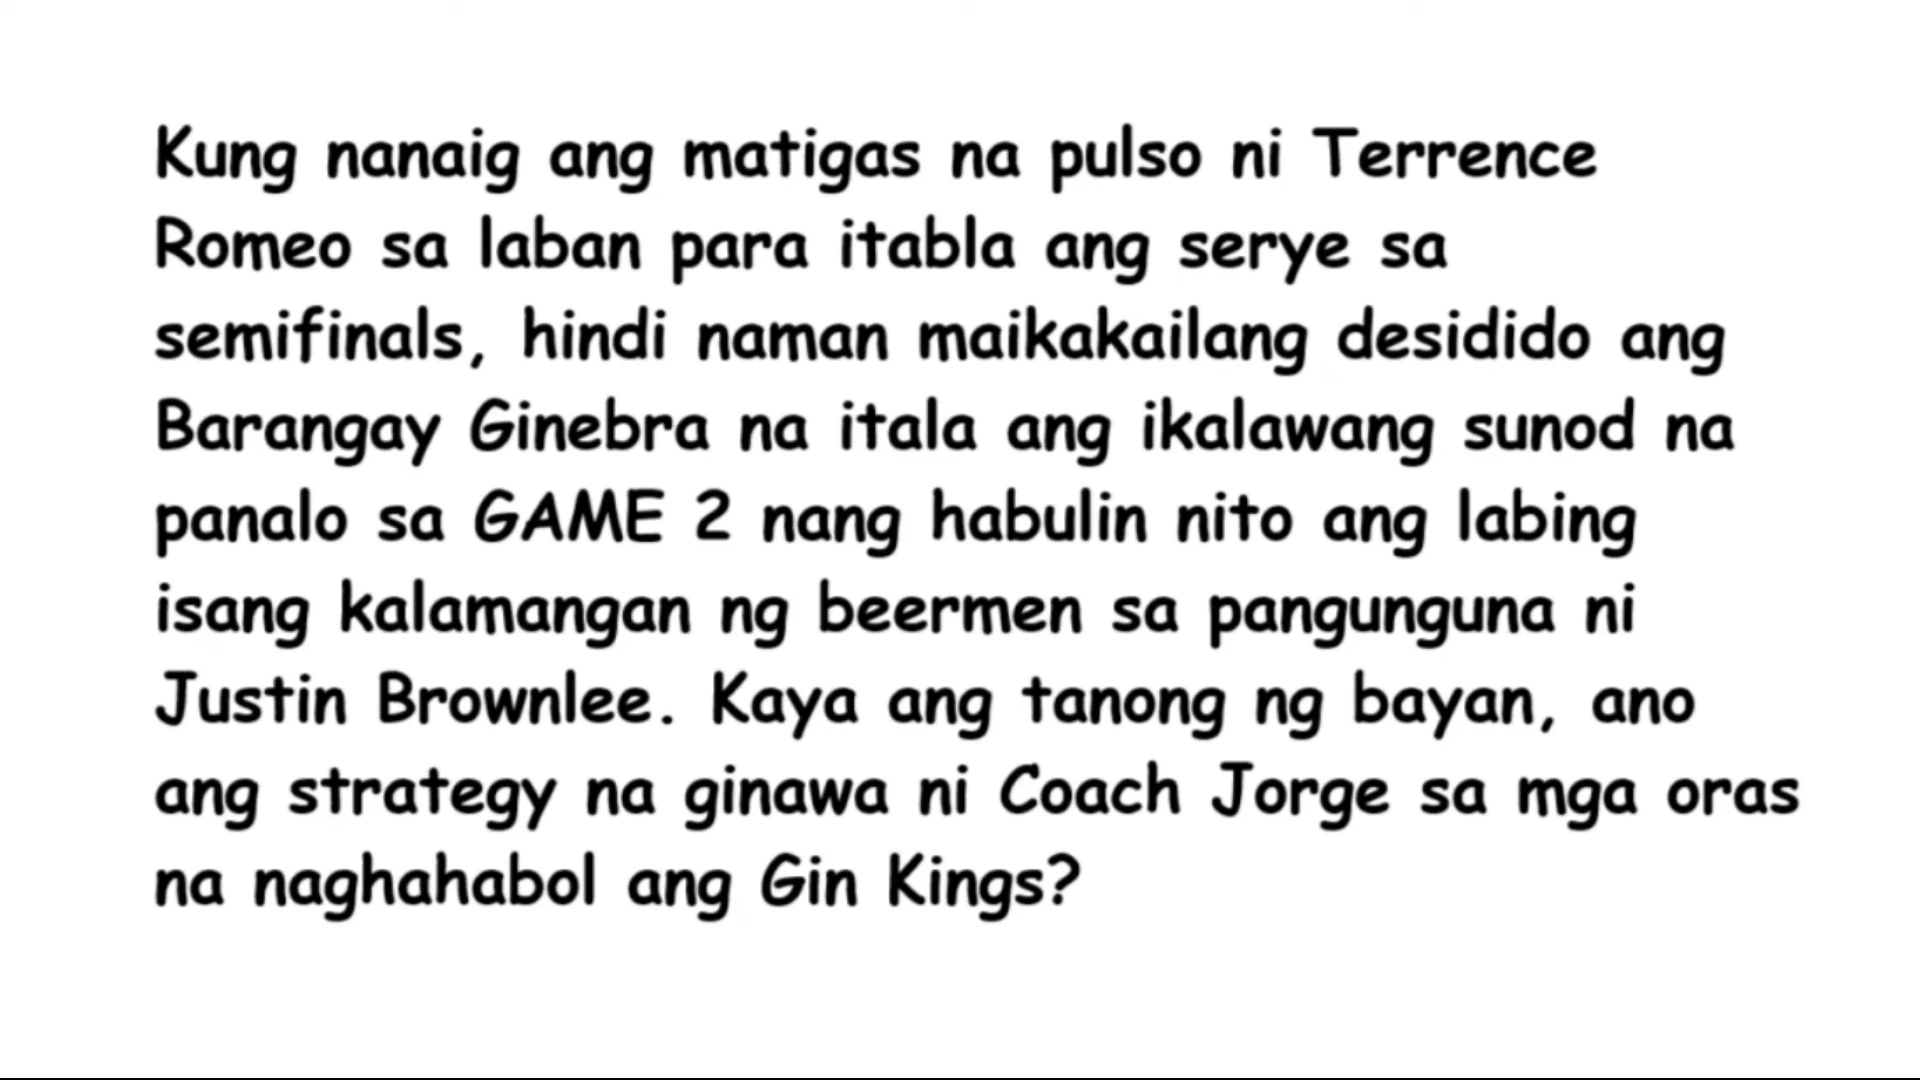 Kung nanaig ang matigas na pulso ni Terrence
Romeo sa laban para itabla ang serye sa
semifinals, hindi naman maikakailang desidido ang
Barangay Ginebra na itala ang ikalawang sunod na
panalo sa GAME 2 nang habulin nito ang labing
isang kalamangan ng beermen sa pangunguna ni
Justin Brownlee. Kaya ang tanong ng bayan, ano
ang strategy na ginawa ni Coach Jorge sa mga oras
na naghahabol ang Gin Kings?